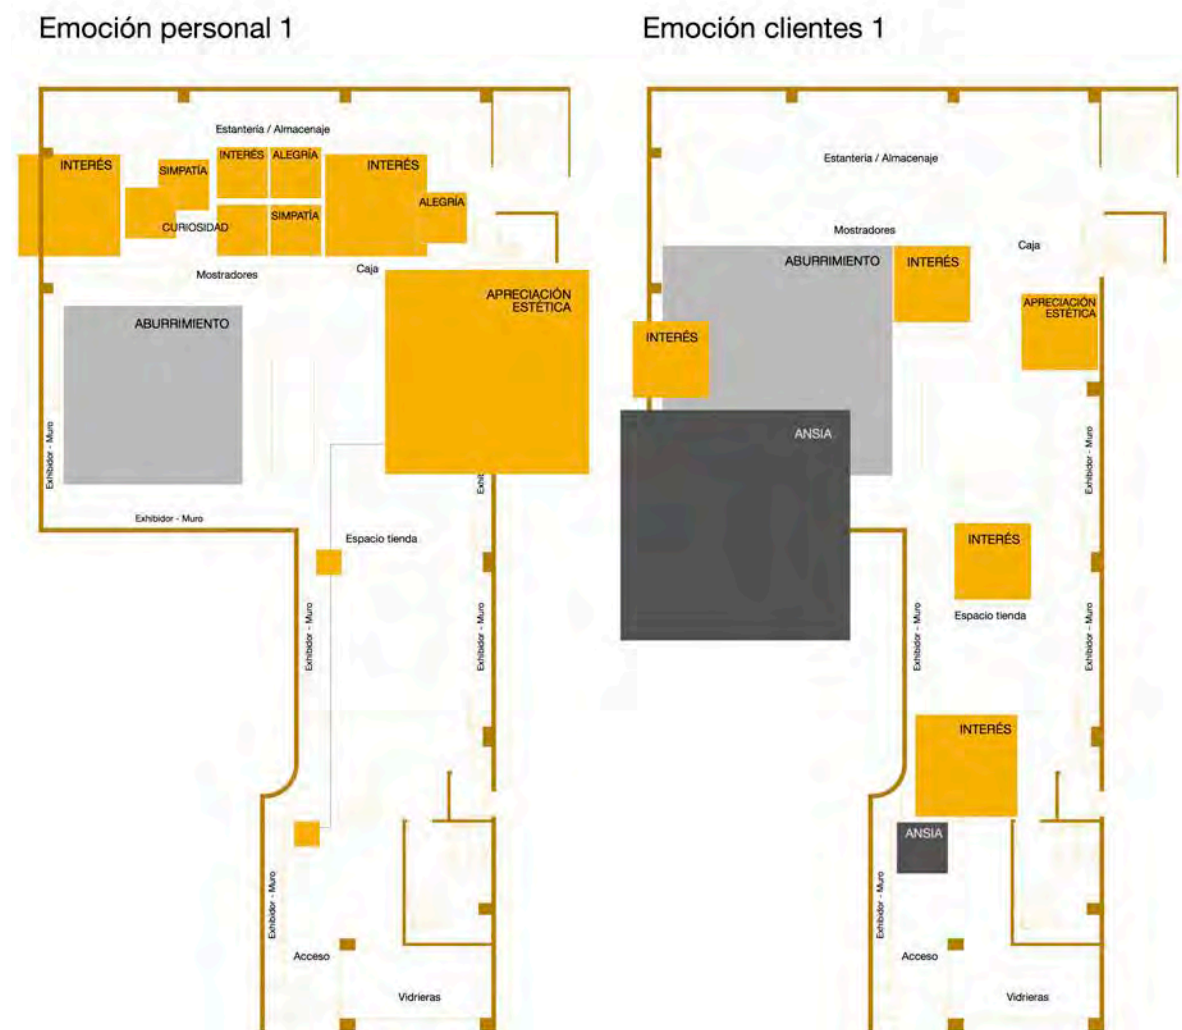 Emoción personal 1
Estantería / Almacenaje
INTERÉS
SIMPATÍA
INTERÉS
ALEGRÍA
INTERÉS
ALEGRÍA
CURIOSIDAD
SIMPATÍA
Mostradores
Caja
APRECIACIÓN
ESTÉTICA
ABURRIMIENTO
Exhibidor - Muro
Exhibidor - Muro
Espacio tienda
Exhibidor - Muro
Exhibidor - Muro
Exhibidor - Muro
Acceso
Vidrieras
Emoción clientes 1
Estantería / Almacenaje
Mostradores
Caja
ABURRIMIENTO
INTERÉS
APRECIACIÓN
ESTÉTICA
INTERÉS
ANSIA
Exhibidor - Muro
INTERÉS
Espacio tienda
Exhibidor - Muro
Exhibidor - Muro
INTERÉS
ANSIA
Exhibidor - Muro
Acceso
Vidrieras